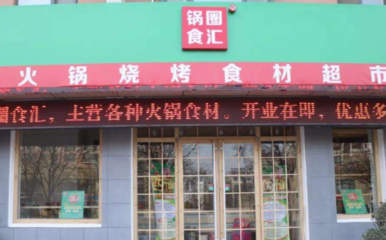 锅圈
食汇
火锅烧烤食材超市
圈食汇，主营各种火锅食材。开业在即，优惠多